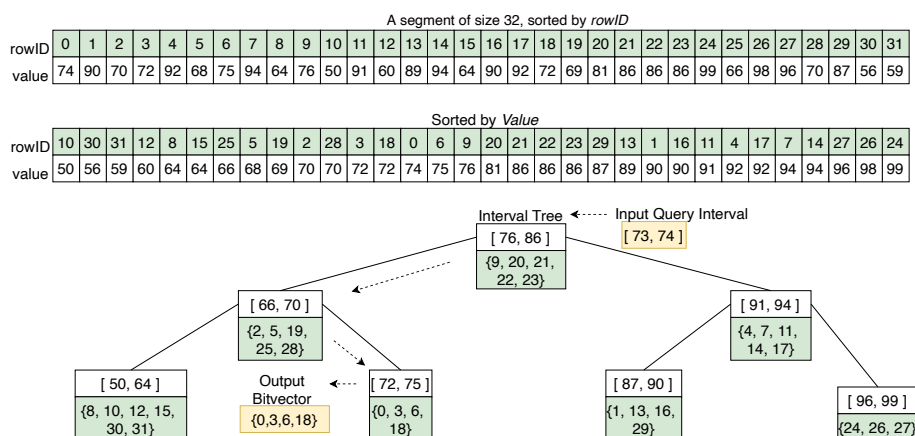 A segment of size 32, sorted by rowID
rowID 0 1 2 3 4 5 6 7 8 9 10 11 12 13 14 15 16 17 18 19 20 21 22 23 24 25 26 27 28 29 30 31
value 74 90 70 72 92 68 75 94 64 76 50 91 60 89 94 64 90 92 72 69 81 86 86 86 99 66 98 96 70 87 56 59
Sorted by Value
rowID 10 30 31 12 8 15 25 5 19 2 28 3 18 0 6 9 20 21 22 23 29 13 1 16 11 4 17 7 14 27 26 24
value 50 56 59 60 64 64 66 68 69 70 70 72 72 74 75 76 81 86 86 86 87 89 90 90 91 92 92 94 94 96 98 99
Interval Tree
Input Query Interval
[ 76, 86 ]
[ 73, 74 ]
{9, 20, 21,
22, 23}
[ 66, 70 ]
[ 91, 94 ]
{2, 5, 19,
25, 28}
{4, 7, 11,
14, 17}
[ 50, 64 ]
Output
Bitvector
[ 72, 75 ]
[ 87, 90 ]
[ 96, 99 ]
{8, 10, 12, 15,
30, 31}
{0,3,6,18}
{0, 3, 6,
18}
{1, 13, 16,
29}
{24, 26, 27}